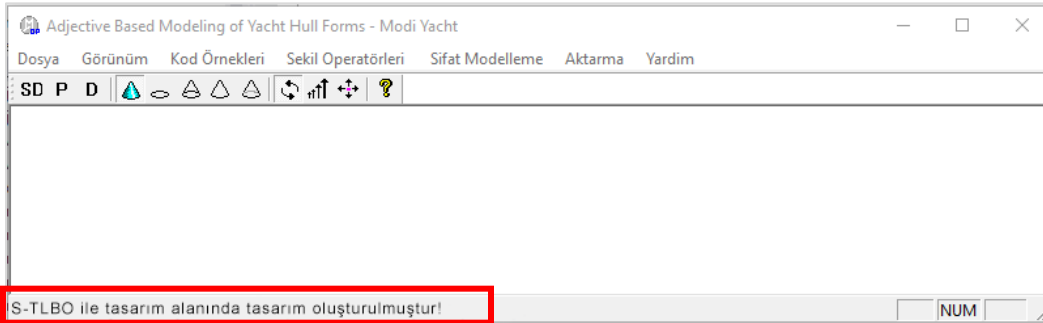 Adjective Based Modeling of Yacht Hull Forms - Modi Yacht
Dosya Görünüm Kod Örnekleri Sekil Operatörleri Sifat Modelleme Aktarma Yardim
SD P D ?
S-TLBO ile tasarım alanında tasarım oluşturulmuştur!
NUM